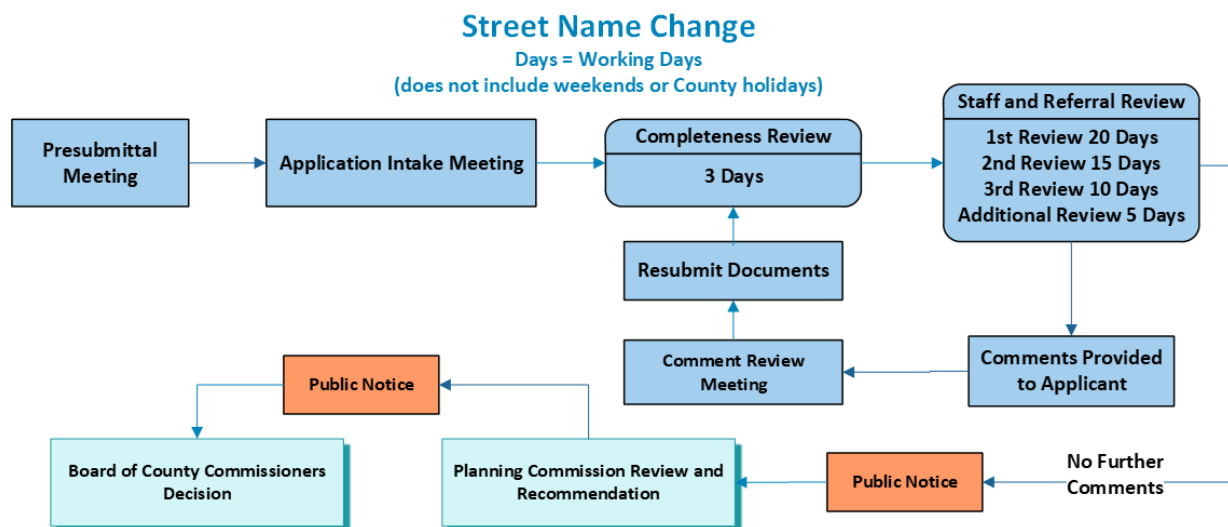 Street Name Change
Days = Working Days
(does not include weekends or County holidays)
Presubmittal
Meeting
Application Intake Meeting
Completeness Review
3 Days
Staff and Referral Review
1st Review 20 Days
2nd Review 15 Days
3rd Review 10 Days
Additional Review 5 Days
Resubmit Documents
Comment Review
Meeting
Comments Provided
to Applicant
Public Notice
Board of County Commissioners
Decision
Planning Commission Review and
Recommendation
Public Notice
No Further
Comments